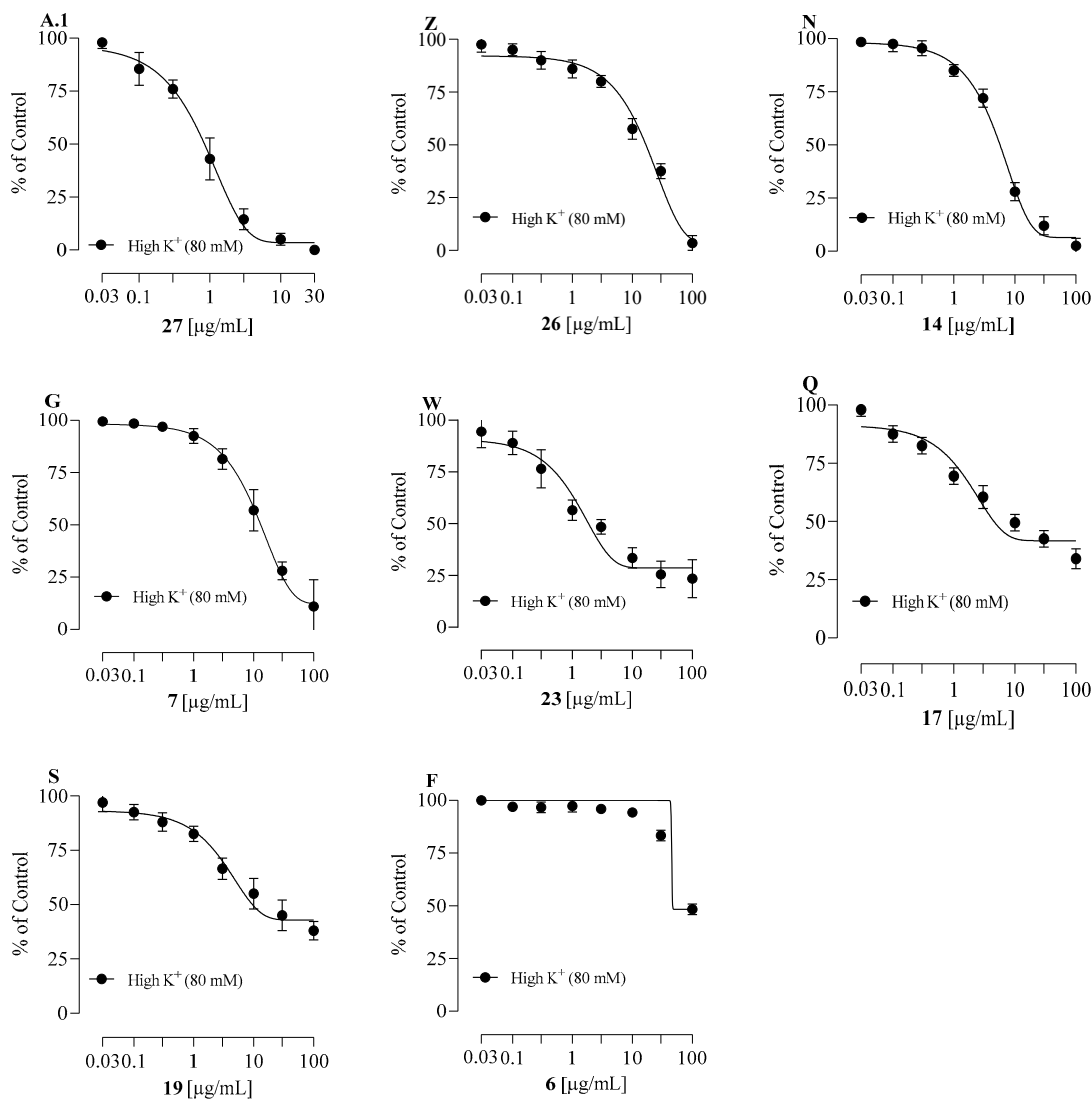 A.1
100
75
50
25
0
% of Control
High K⁺ (80 mM)
0.03 0.1 1 10 30
27 [µg/mL]
Z
100
75
50
25
0
% of Control
High K⁺ (80 mM)
0.03 0.1 1 10 100
26 [µg/mL]
N
100
75
50
25
0
% of Control
High K⁺ (80 mM)
0.03 0.1 1 10 100
14 [µg/mL]
G
100
75
50
25
0
% of Control
High K⁺ (80 mM)
0.03 0.1 1 10 100
7 [µg/mL]
W
100
75
50
25
0
% of Control
High K⁺ (80 mM)
0.03 0.1 1 10 100
23 [µg/mL]
Q
100
75
50
25
0
% of Control
High K⁺ (80 mM)
0.03 0.1 1 10 100
17 [µg/mL]
S
100
75
50
25
0
% of Control
High K⁺ (80 mM)
0.03 0.1 1 10 100
19 [µg/mL]
F
100
75
50
25
0
% of Control
High K⁺ (80 mM)
0.03 0.1 1 10 100
6 [µg/mL]